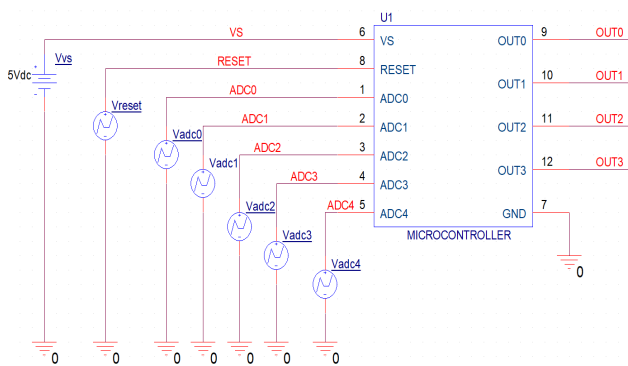 U1
VS 6 VS OUT0 9 OUT0
Vvs
5Vdc
RESET 8 RESET
OUT1 10 OUT1
ADC0 1 ADC0
Vreset
ADC1 2 ADC1 OUT2 11 OUT2
Vadc0
ADC2 3 ADC2
Vadc1
OUT3 12 OUT3
ADC3 4 ADC3
Vadc2
ADC4 5 ADC4 GND 7
Vadc3
MICROCONTROLLER
Vadc4
0
0 0 0 0 0 0 0